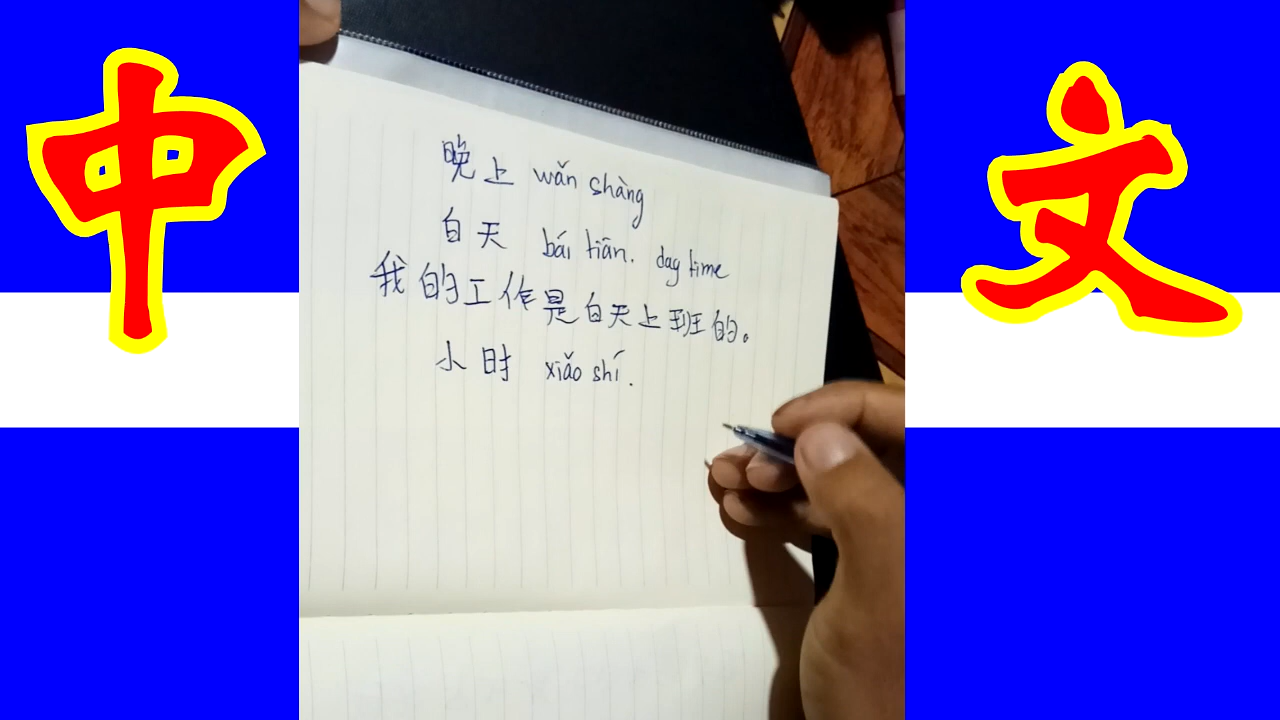 中 文
晚上 wǎn shàng
白天 bái tiān. day time
我的工作是白天上班的。
小时 xiǎo shí.